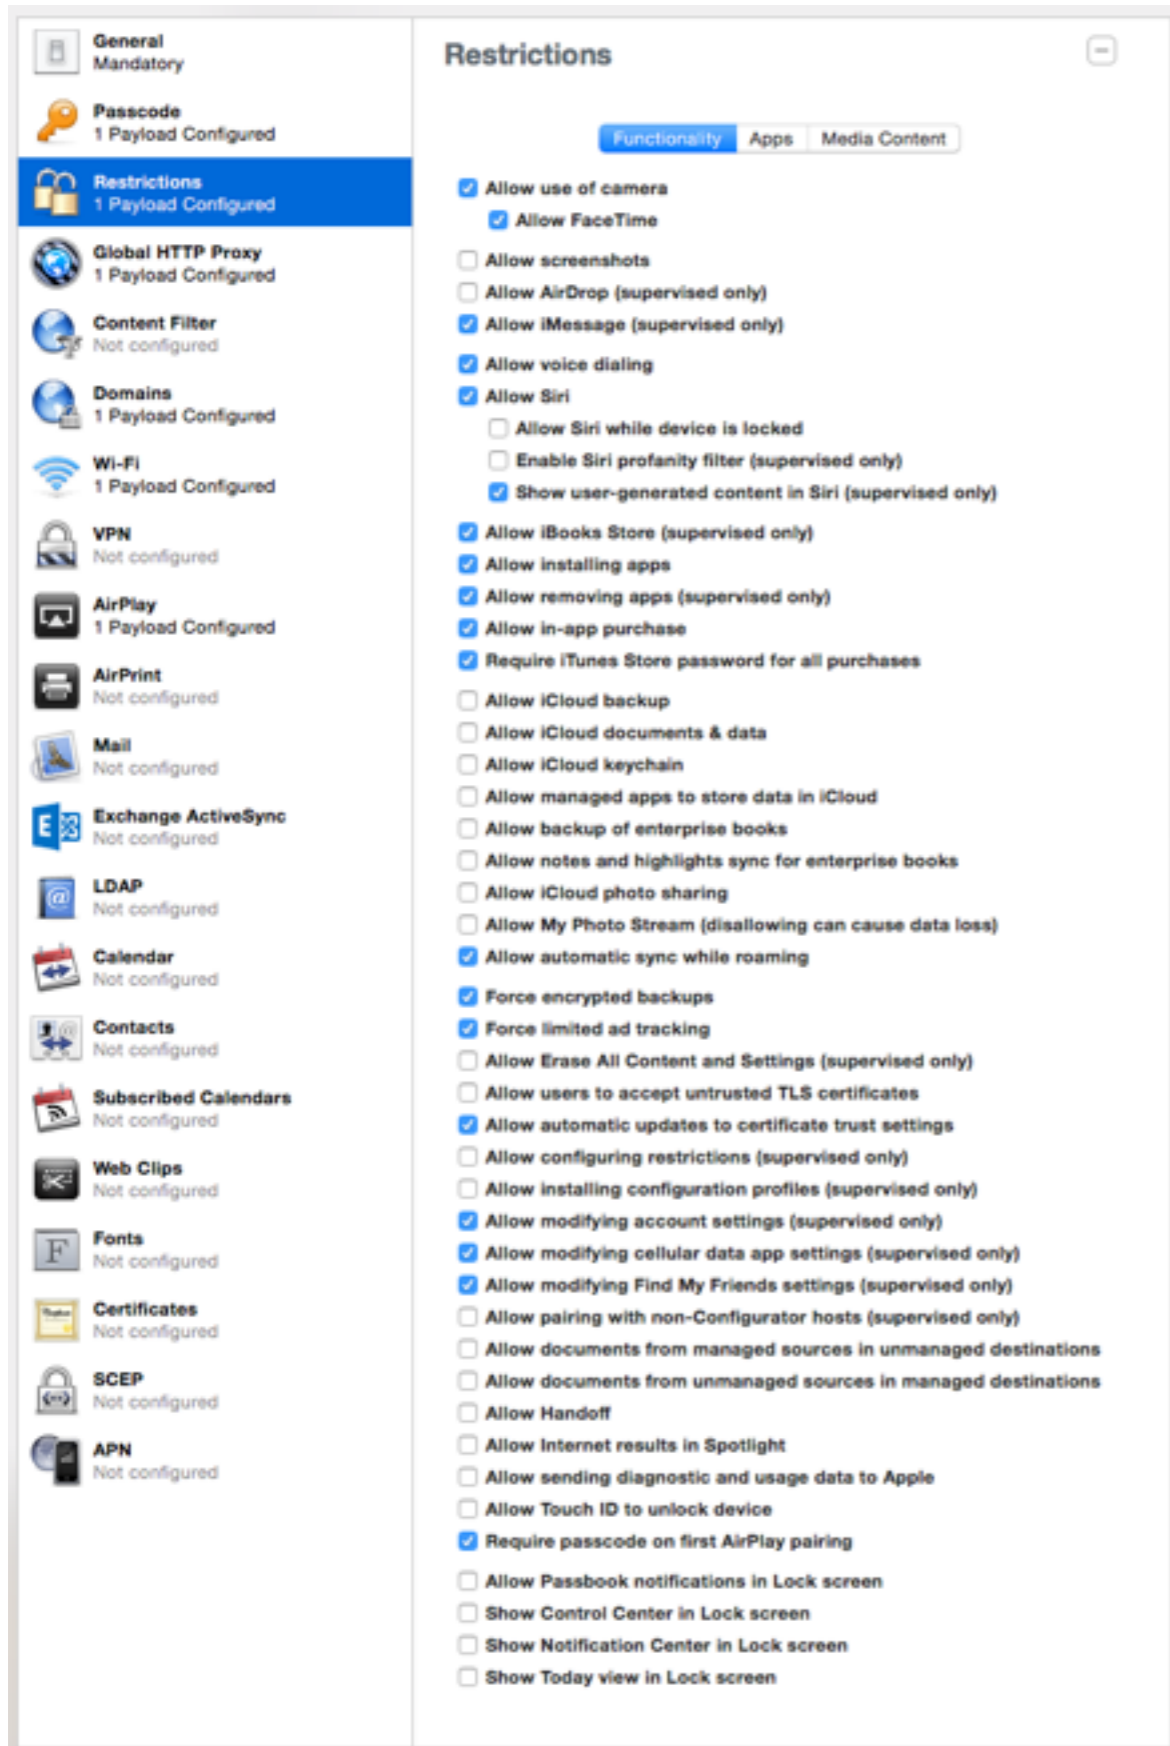 General
Mandatory
Passcode
1 Payload Configured
Restrictions
1 Payload Configured
Global HTTP Proxy
1 Payload Configured
Content Filter
Not configured
Domains
1 Payload Configured
Wi-Fi
1 Payload Configured
VPN
Not configured
AirPlay
1 Payload Configured
AirPrint
Not configured
Mail
Not configured
Exchange ActiveSync
Not configured
LDAP
Not configured
Calendar
Not configured
Contacts
Not configured
Subscribed Calendars
Not configured
Web Clips
Not configured
Fonts
Not configured
Certificates
Not configured
SCEP
Not configured
APN
Not configured
Restrictions
Functionality Apps Media Content
Allow use of camera
Allow FaceTime
Allow screenshots
Allow AirDrop (supervised only)
Allow iMessage (supervised only)
Allow voice dialing
Allow Siri
Allow Siri while device is locked
Enable Siri profanity filter (supervised only)
Show user-generated content in Siri (supervised only)
Allow iBooks Store (supervised only)
Allow installing apps
Allow removing apps (supervised only)
Allow in-app purchase
Require iTunes Store password for all purchases
Allow iCloud backup
Allow iCloud documents & data
Allow iCloud keychain
Allow managed apps to store data in iCloud
Allow backup of enterprise books
Allow notes and highlights sync for enterprise books
Allow iCloud photo sharing
Allow My Photo Stream (disallowing can cause data loss)
Allow automatic sync while roaming
Force encrypted backups
Force limited ad tracking
Allow Erase All Content and Settings (supervised only)
Allow users to accept untrusted TLS certificates
Allow automatic updates to certificate trust settings
Allow configuring restrictions (supervised only)
Allow installing configuration profiles (supervised only)
Allow modifying account settings (supervised only)
Allow modifying cellular data app settings (supervised only)
Allow modifying Find My Friends settings (supervised only)
Allow pairing with non-Configurator hosts (supervised only)
Allow documents from managed sources in unmanaged destinations
Allow documents from unmanaged sources in managed destinations
Allow Handoff
Allow Internet results in Spotlight
Allow sending diagnostic and usage data to Apple
Allow Touch ID to unlock device
Require passcode on first AirPlay pairing
Allow Passbook notifications in Lock screen
Show Control Center in Lock screen
Show Notification Center in Lock screen
Show Today view in Lock screen